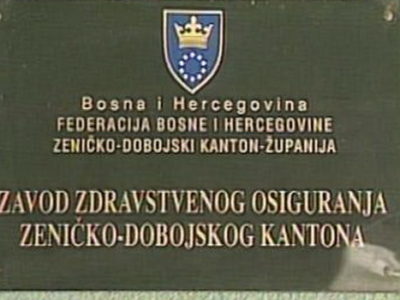 Bosna i Hercegovina
FEDERACIJA BOSNE I HERCEGOVINE
ZENIČKO-DOBOJSKI KANTON-ŽUPANIJA
ZAVOD ZDRAVSTVENOG OSIGURANJA
ZENIČKO-DOBOJSKOG KANTONA